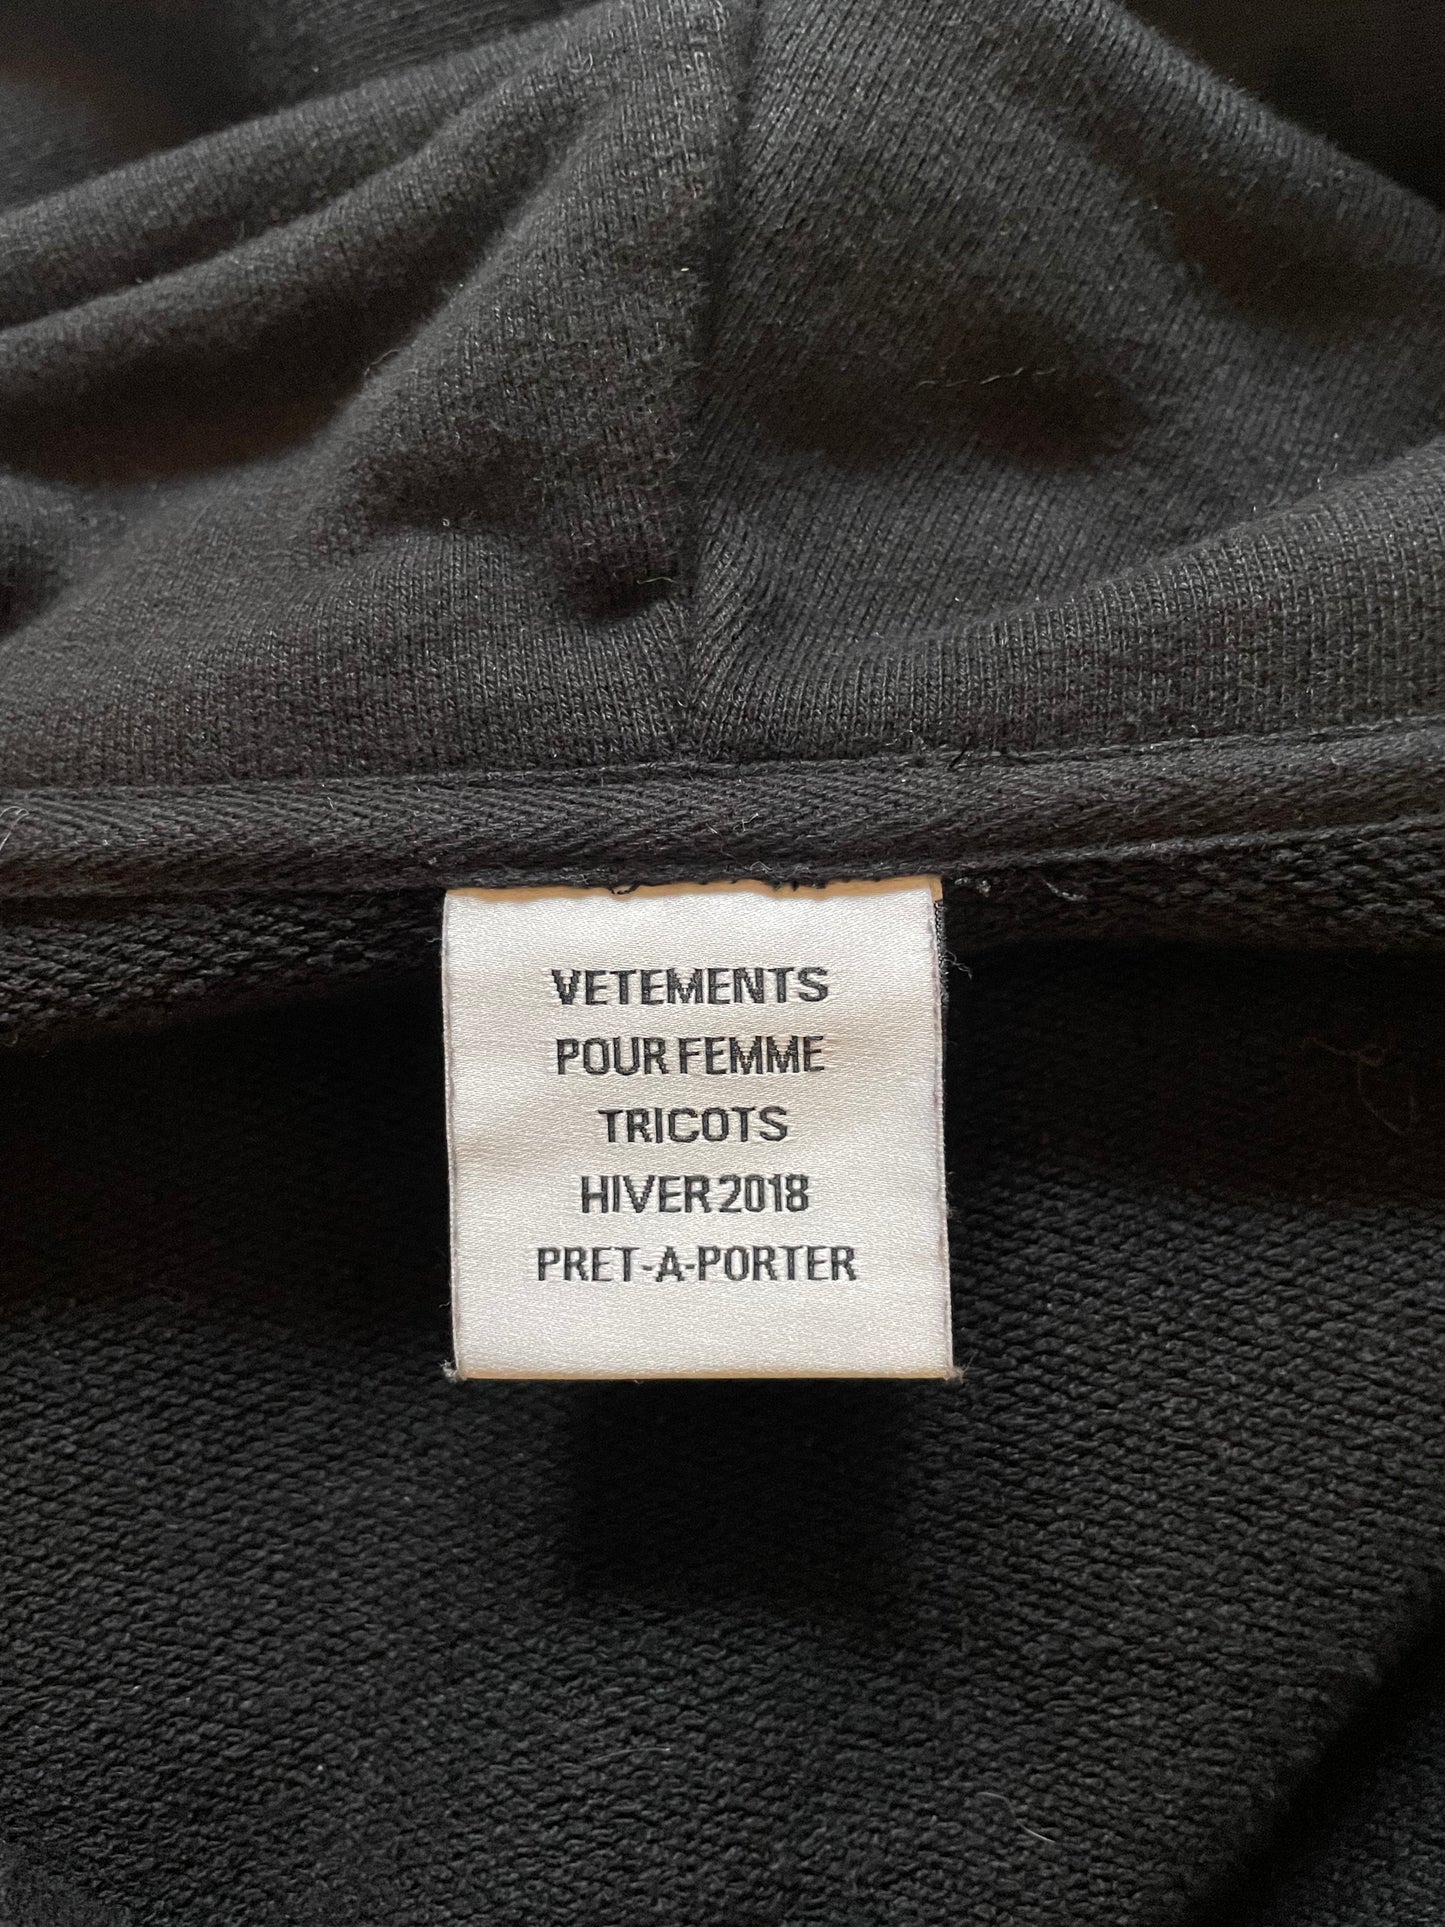 VETEMENTS
POUR FEMME
TRICOTS
HIVER 2018
PRET-A-PORTER